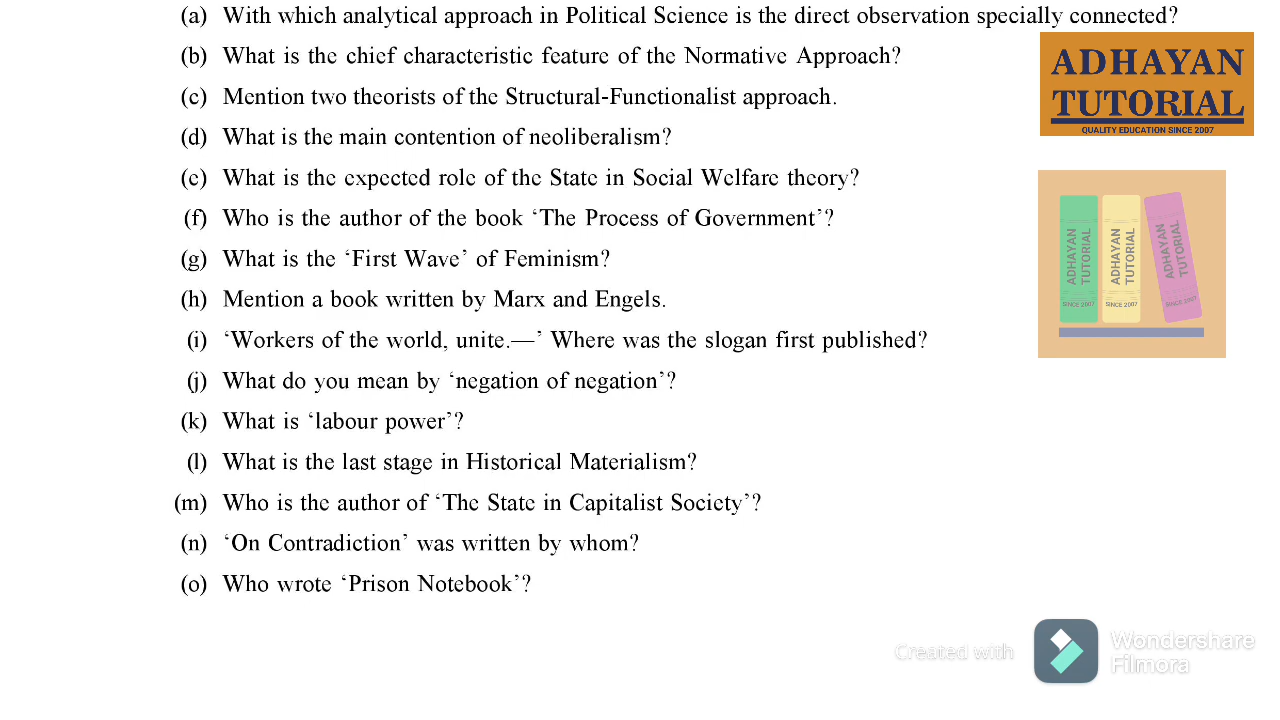 (a) With which analytical approach in Political Science is the direct observation specially connected?
(b) What is the chief characteristic feature of the Normative Approach?
(c) Mention two theorists of the Structural-Functionalist approach.
(d) What is the main contention of neoliberalism?
(e) What is the expected role of the State in Social Welfare theory?
(f) Who is the author of the book ‘The Process of Government’?
(g) What is the ‘First Wave’ of Feminism?
(h) Mention a book written by Marx and Engels.
(i) ‘Workers of the world, unite.—’ Where was the slogan first published?
(j) What do you mean by ‘negation of negation’?
(k) What is ‘labour power’?
(l) What is the last stage in Historical Materialism?
(m) Who is the author of ‘The State in Capitalist Society’?
(n) ‘On Contradiction’ was written by whom?
(o) Who wrote ‘Prison Notebook’?
ADHAYAN
TUTORIAL
QUALITY EDUCATION SINCE 2007
ADHAYAN
TUTORIAL
SINCE 2007
ADHAYAN
TUTORIAL
SINCE 2007
ADHAYAN
TUTORIAL
SINCE 2007
Created with
Wondershare
Filmora